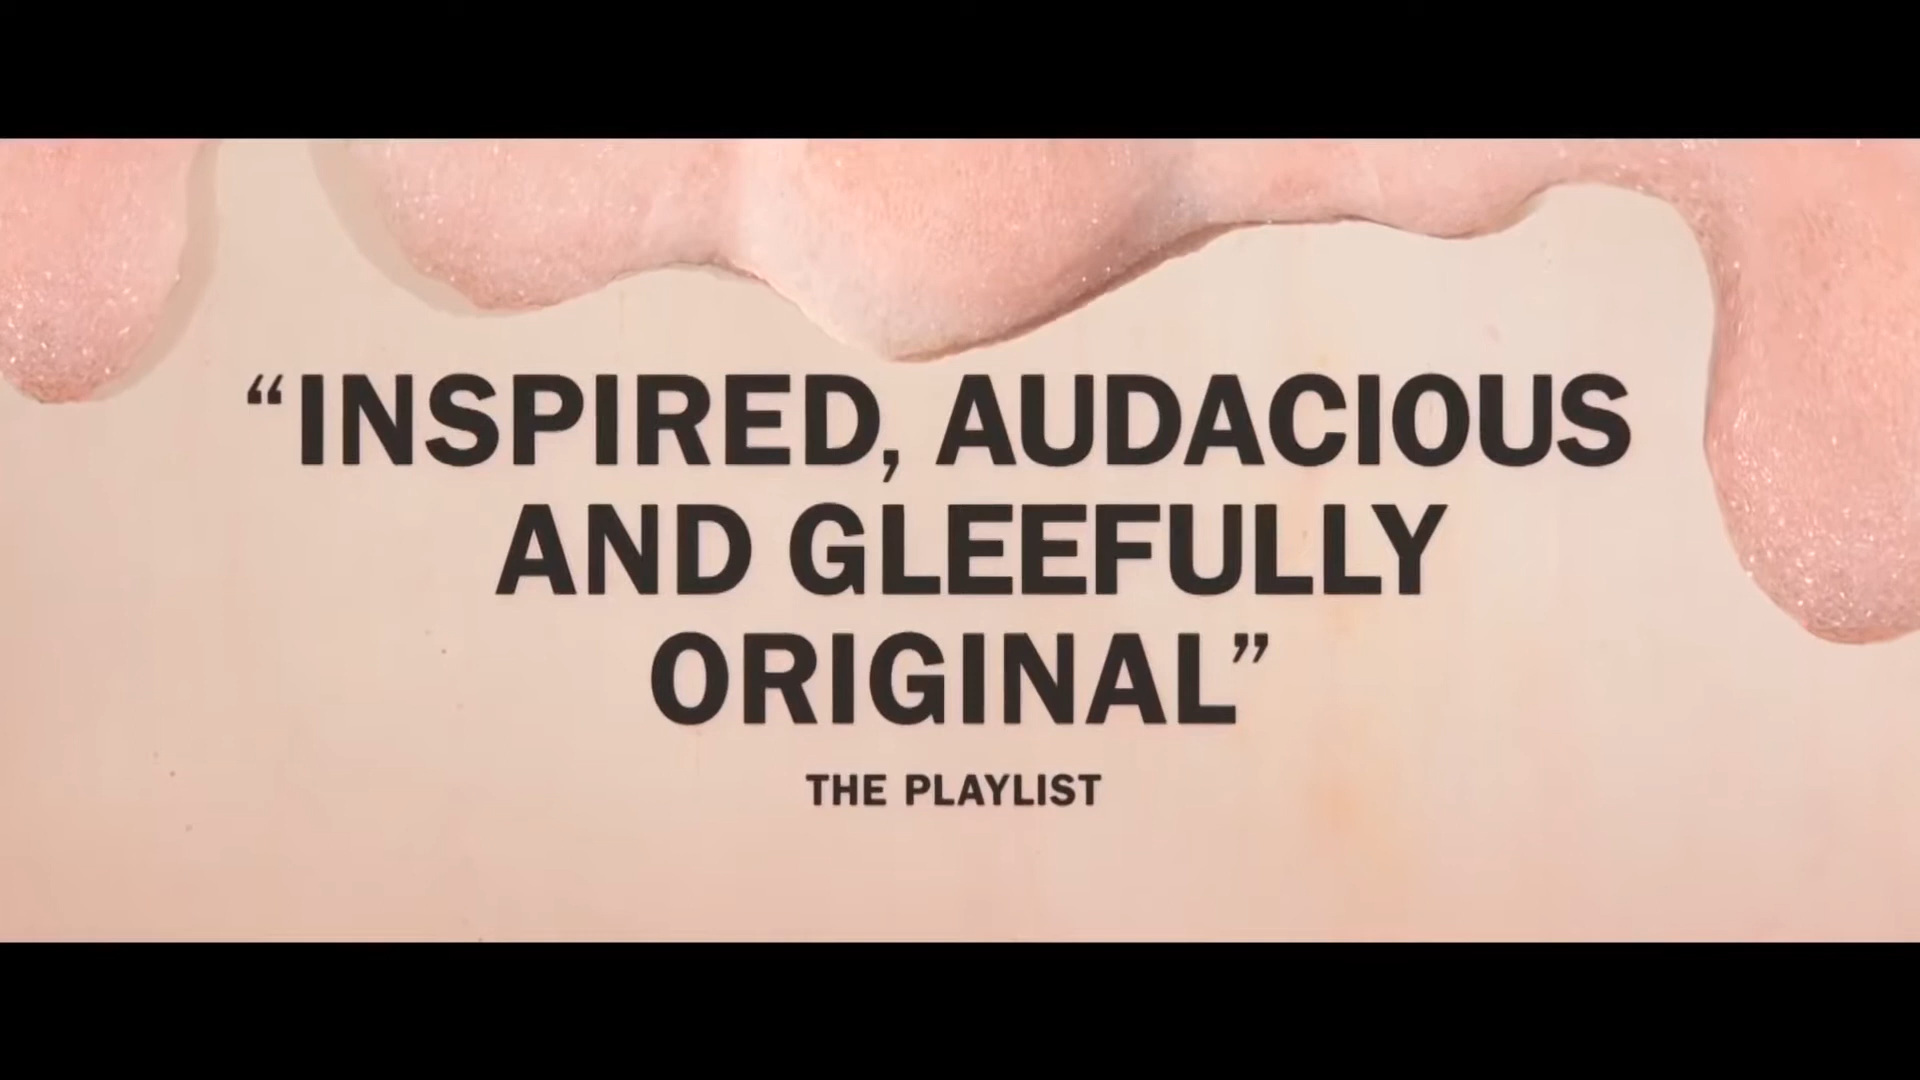 “INSPIRED, AUDACIOUS
AND GLEEFULLY
ORIGINAL”
THE PLAYLIST